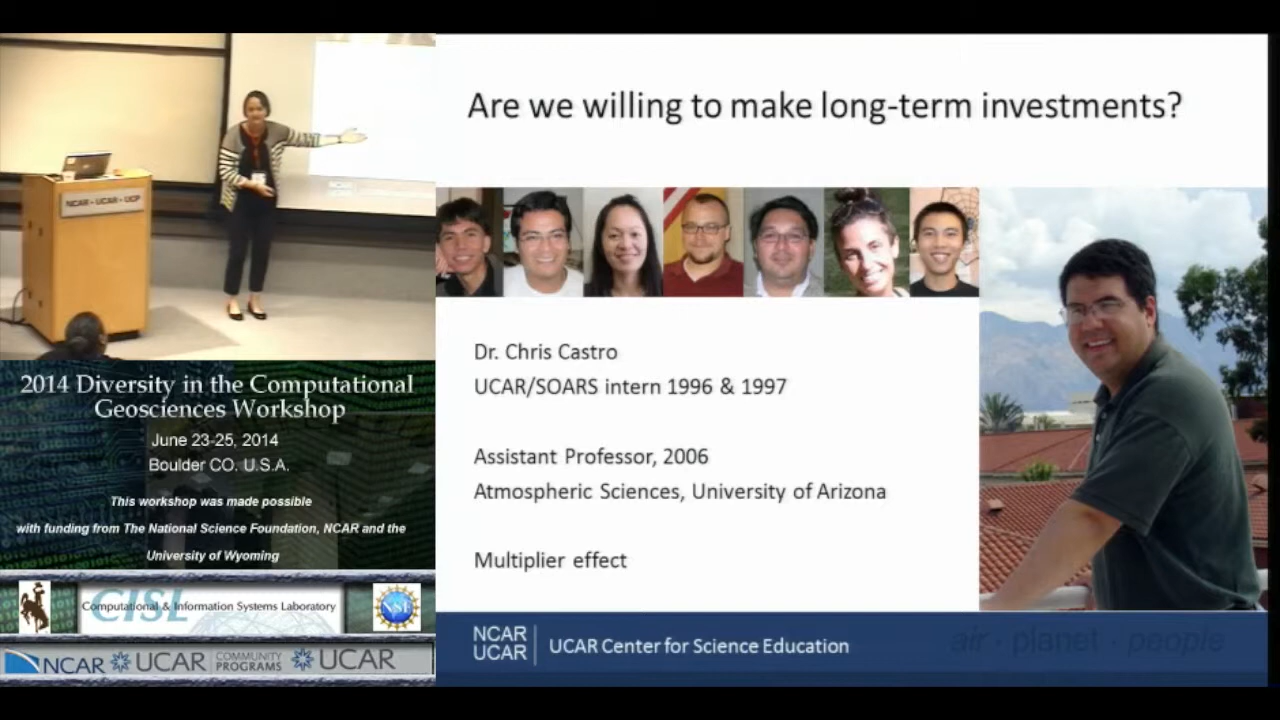 Are we willing to make long-term investments?
NCAR • UCAR • UCP
Dr. Chris Castro
UCAR/SOARS intern 1996 & 1997
Assistant Professor, 2006
Atmospheric Sciences, University of Arizona
Multiplier effect
NCAR
UCAR
UCAR Center for Science Education
air · planet · people
2014 Diversity in the Computational
Geosciences Workshop
June 23-25, 2014
Boulder CO. U.S.A.
This workshop was made possible
with funding from The National Science Foundation, NCAR and the
University of Wyoming
CISL
Computational & Information Systems Laboratory
NSF
NCAR
UCAR
COMMUNITY
PROGRAMS
UCAR